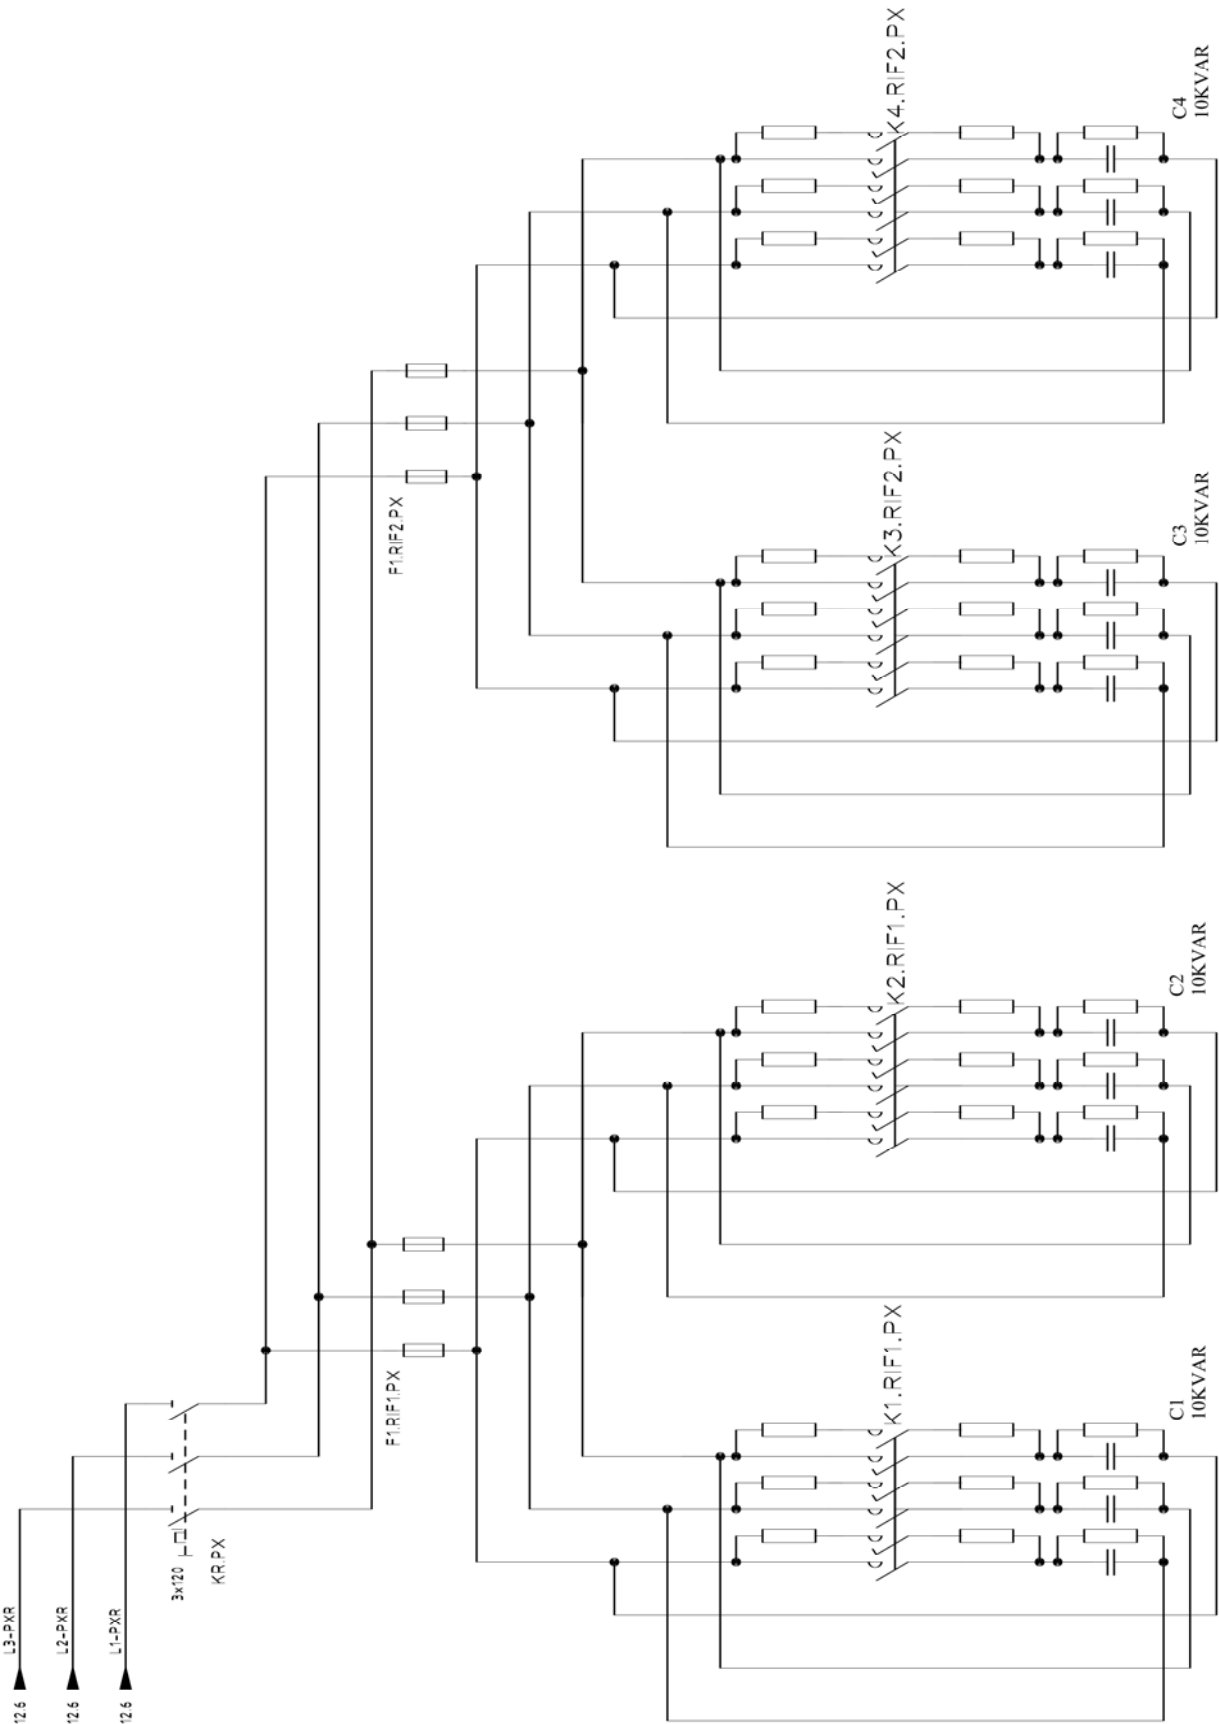 12.6 L3-PXR
12.6 L2-PXR
12.6 L1-PXR
3x120
KR.PX
F1.RIF1.PX
F1.RIF2.PX
K1.RIF1.PX
C1
10KVAR
K2.RIF1.PX
C2
10KVAR
K3.RIF2.PX
C3
10KVAR
K4.RIF2.PX
C4
10KVAR